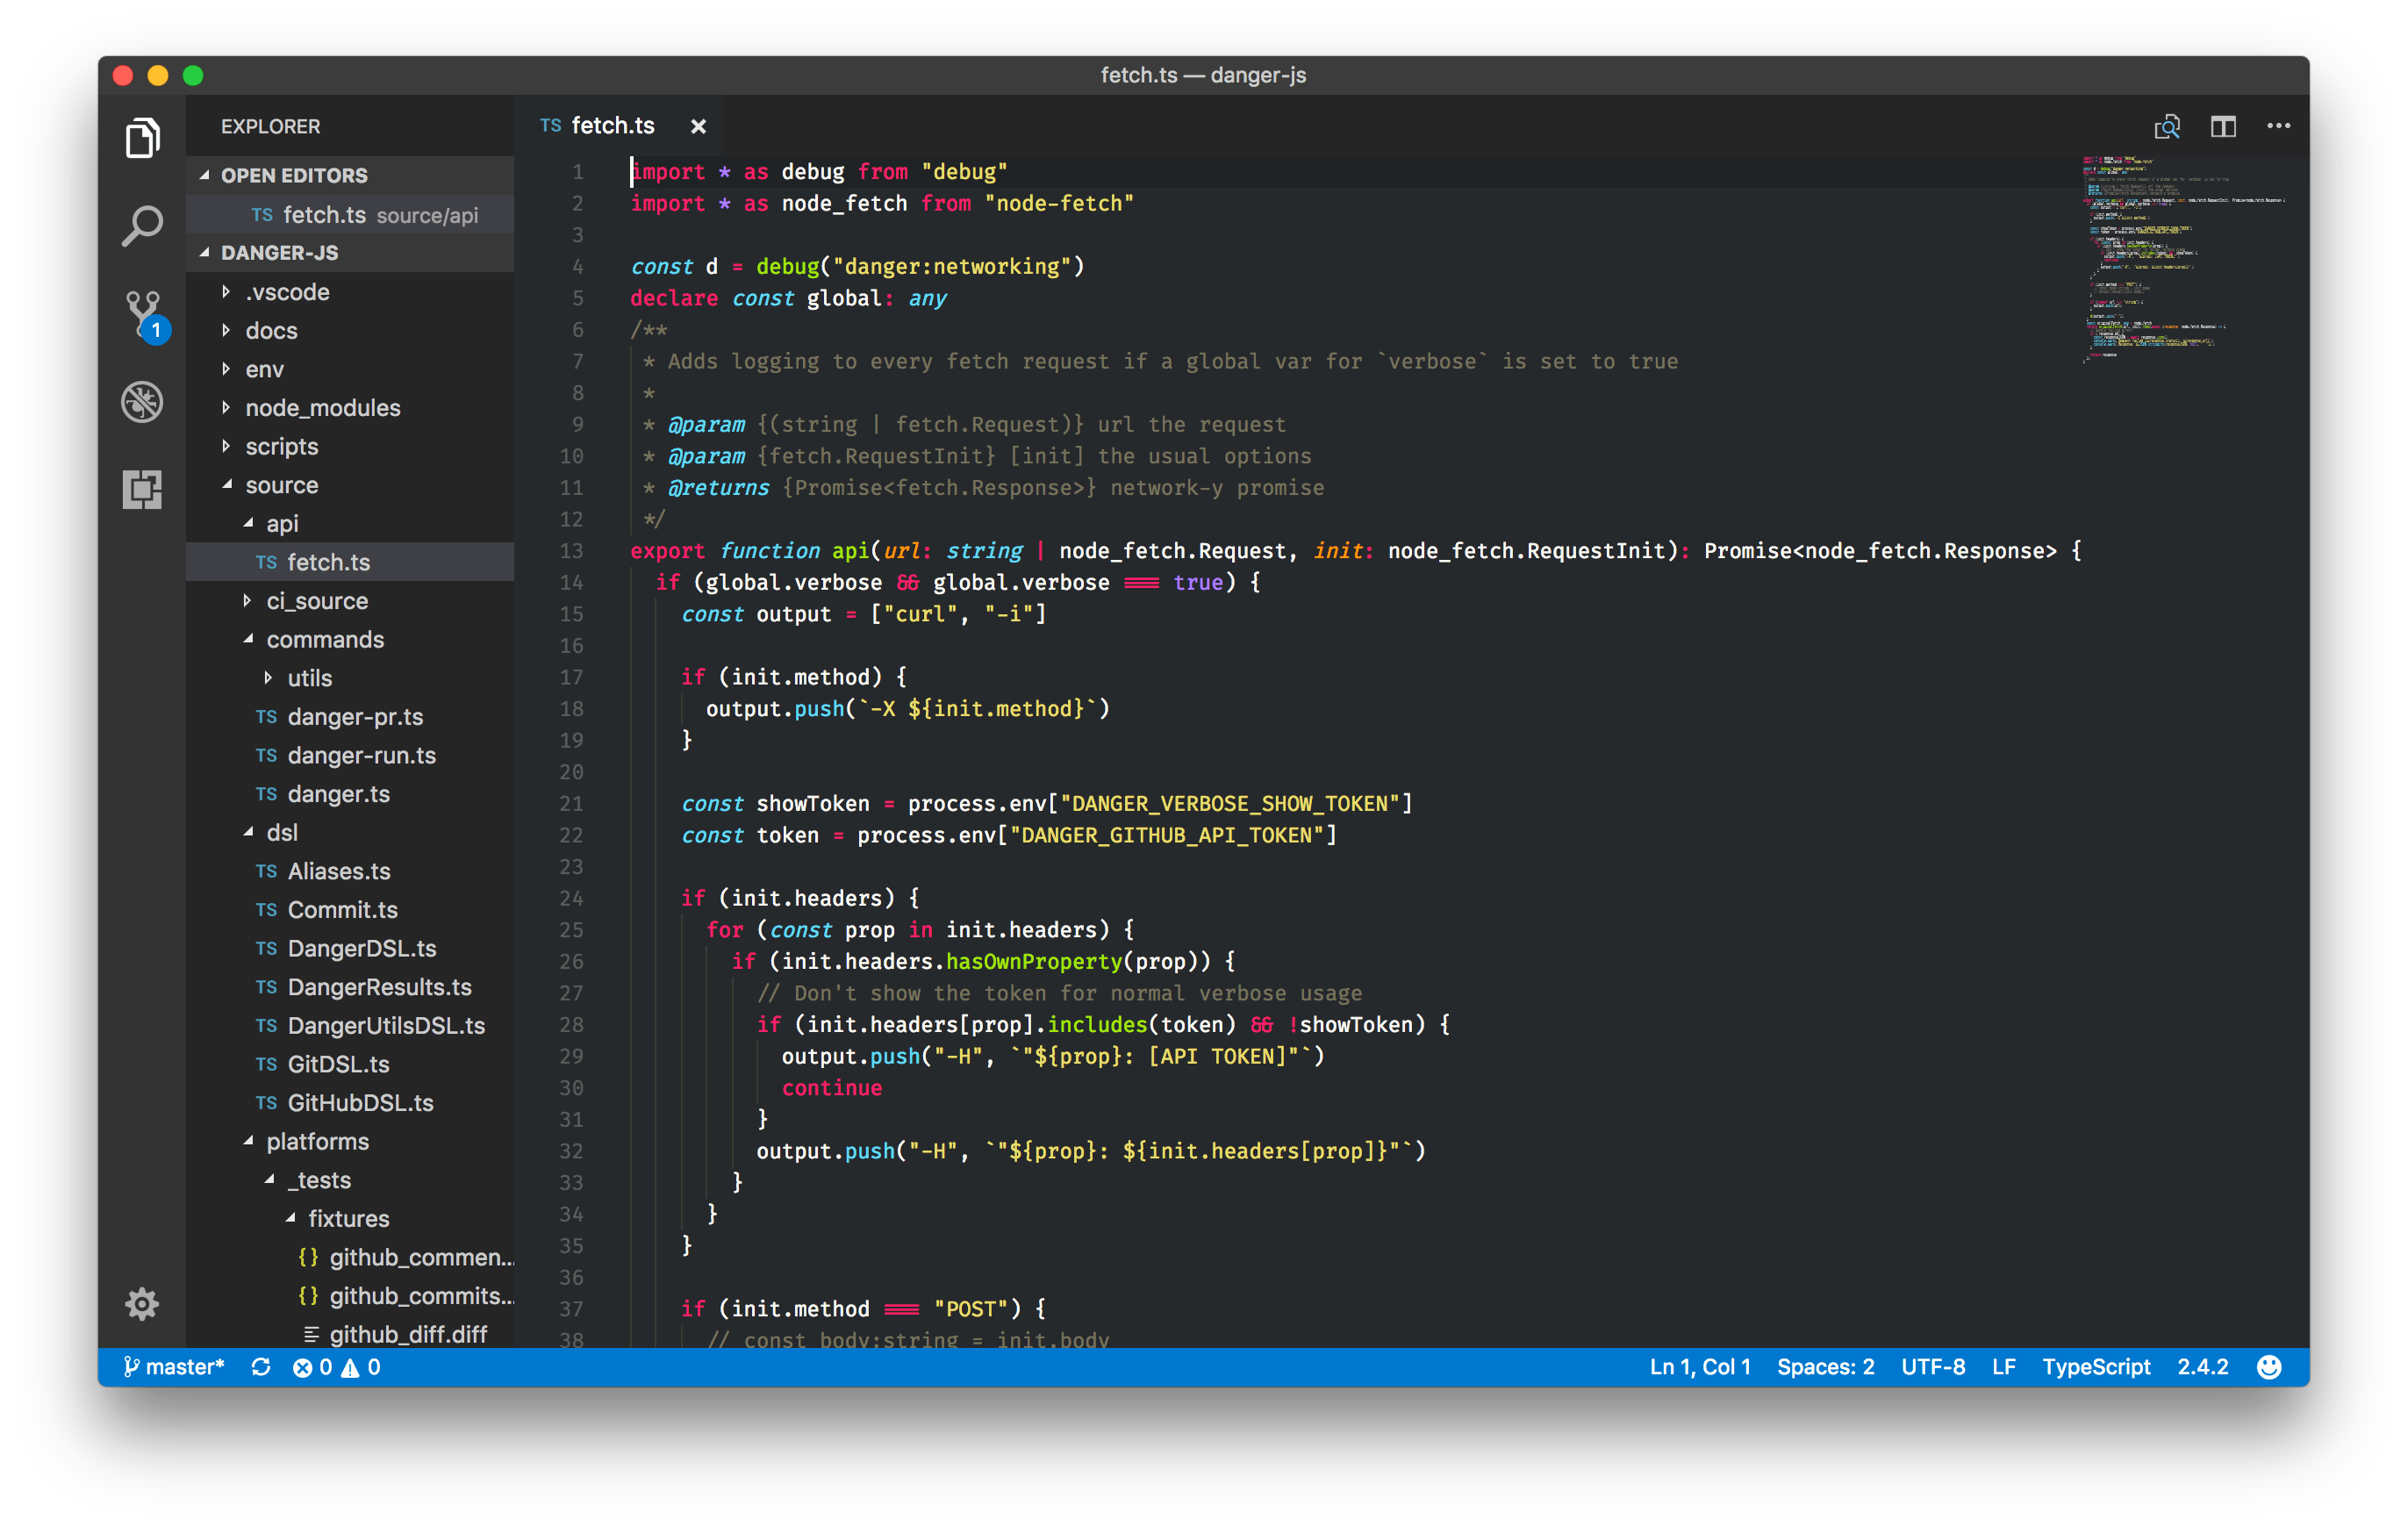 fetch.ts — danger-js
EXPLORER
OPEN EDITORS
TS fetch.ts source/api
DANGER-JS
.vscode
docs
env
node_modules
scripts
source
api
TS fetch.ts
ci_source
commands
utils
TS danger-pr.ts
TS danger-run.ts
TS danger.ts
dsl
TS Aliases.ts
TS Commit.ts
TS DangerDSL.ts
TS DangerResults.ts
TS DangerUtilsDSL.ts
TS GitDSL.ts
TS GitHubDSL.ts
platforms
_tests
fixtures
{} github_commen...
{} github_commits...
github_diff.diff
1
TS fetch.ts ×
1 import * as debug from "debug"
2 import * as node_fetch from "node-fetch"
3
4 const d = debug("danger:networking")
5 declare const global: any
6 /**
7 * Adds logging to every fetch request if a global var for `verbose` is set to true
8 *
9 * @param {(string | fetch.Request)} url the request
10 * @param {fetch.RequestInit} [init] the usual options
11 * @returns {Promise<fetch.Response>} network-y promise
12 */
13 export function api(url: string | node_fetch.Request, init: node_fetch.RequestInit): Promise<node_fetch.Response> {
14 if (global.verbose && global.verbose === true) {
15 const output = ["curl", "-i"]
16
17 if (init.method) {
18 output.push(`-X ${init.method}`)
19 }
20
21 const showToken = process.env["DANGER_VERBOSE_SHOW_TOKEN"]
22 const token = process.env["DANGER_GITHUB_API_TOKEN"]
23
24 if (init.headers) {
25 for (const prop in init.headers) {
26 if (init.headers.hasOwnProperty(prop)) {
27 // Don't show the token for normal verbose usage
28 if (init.headers[prop].includes(token) && !showToken) {
29 output.push("-H", `"${prop}: [API TOKEN]"`)
30 continue
31 }
32 output.push("-H", `"${prop}: ${init.headers[prop]}"`)
33 }
34 }
35 }
36
37 if (init.method === "POST") {
38 // const body:string = init.body
master* 0 0
Ln 1, Col 1 Spaces: 2 UTF-8 LF TypeScript 2.4.2